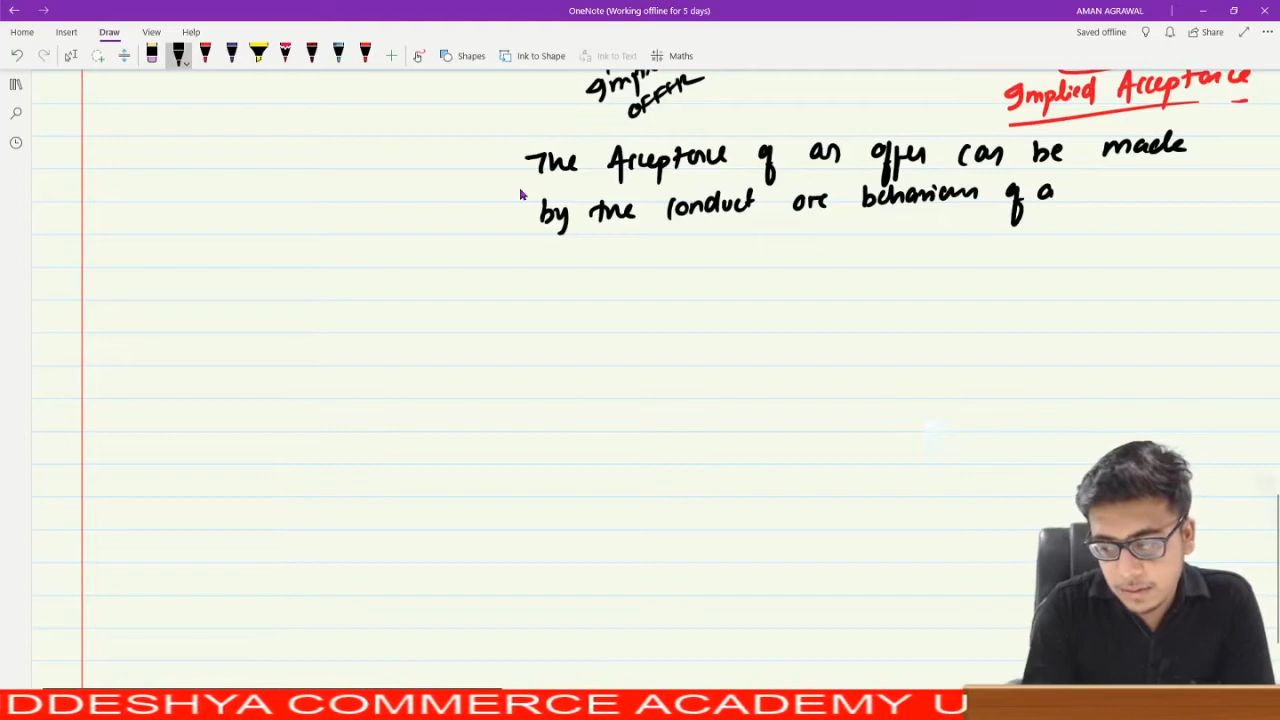 OneNote (Working offline for 5 days)
AMAN AGRAWAL
Home Insert Draw View Help
Saved offline
Share
Shapes Ink to Shape Ink to Text Maths
OFFER
Implied Acceptance
The Acceptance of an offer can be made
by the conduct or behaviour of a
UDDESHYA COMMERCE ACADEMY U